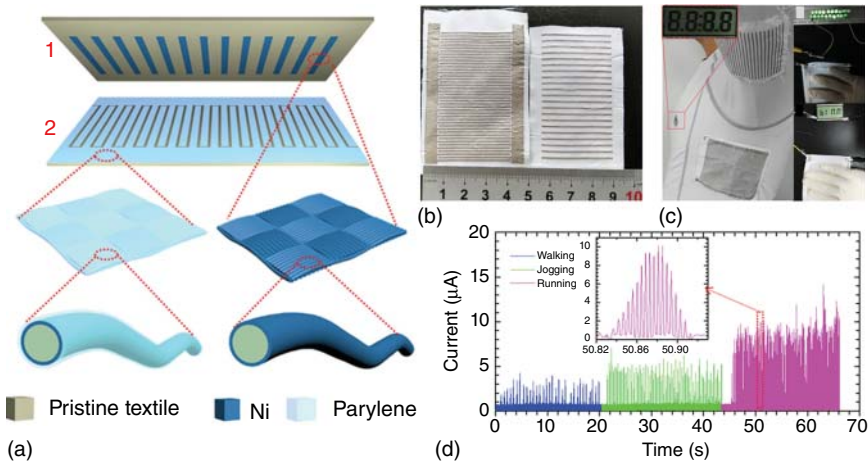 1
2
Pristine textile
Ni
Parylene
(a)
(b)
1 2 3 4 5 6 7 8 9 10
(c)
8.8:8.8
(d)
20
15
10
5
0
Current (μA)
Walking
Jogging
Running
10
8
6
4
2
0
50.82 50.86 50.90
0 10 20 30 40 50 60 70
Time (s)